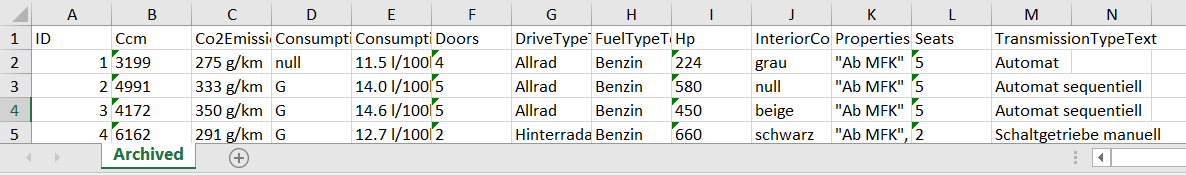 A B C D E F G H I J K L M N
1 ID Ccm Co2Emissi Consumpti Consumpti Doors DriveTypeT FuelTypeTe Hp InteriorCo Properties Seats TransmissionTypeText
2 1 3199 275 g/km null 11.5 l/100 4 Allrad Benzin 224 grau "Ab MFK" 5 Automat
3 2 4991 333 g/km G 14.0 l/100 5 Allrad Benzin 580 null "Ab MFK" 5 Automat sequentiell
4 3 4172 350 g/km G 14.6 l/100 5 Allrad Benzin 450 beige "Ab MFK" 5 Automat sequentiell
5 4 6162 291 g/km G 12.7 l/100 2 Hinterrada Benzin 660 schwarz "Ab MFK", 2 Schaltgetriebe manuell
Archived